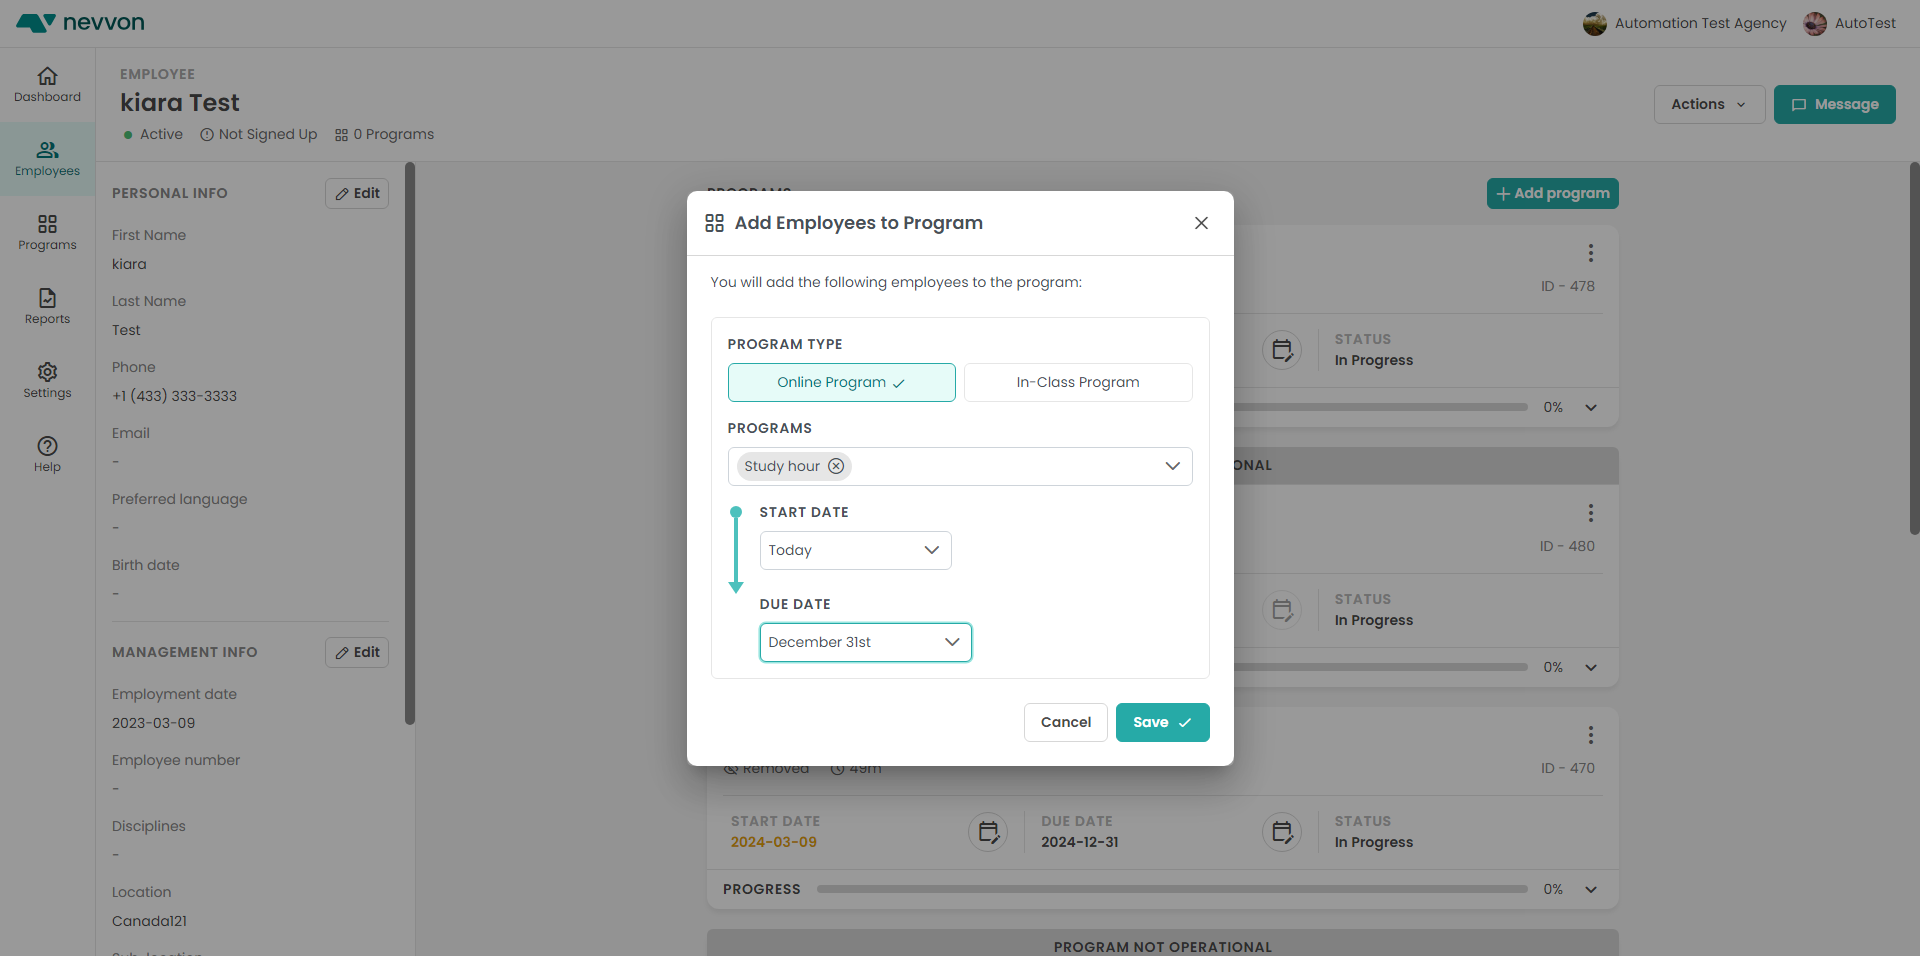 nevvon
Automation Test Agency
AutoTest
Dashboard
Employees
Programs
Reports
Settings
Help
EMPLOYEE
kiara Test
Active
Not Signed Up
0 Programs
Actions
Message
PERSONAL INFO
Edit
First Name
kiara
Last Name
Test
Phone
+1 (433) 333-3333
Email
-
Preferred language
-
Birth date
-
MANAGEMENT INFO
Edit
Employment date
2023-03-09
Employee number
-
Disciplines
-
Location
Canada121
Sub-location
PROGRAMS
Add program
Add Employees to Program
You will add the following employees to the program:
PROGRAM TYPE
Online Program
In-Class Program
PROGRAMS
Study hour
START DATE
Today
DUE DATE
December 31st
Cancel
Save
ID - 478
STATUS
In Progress
0%
ONAL
ID - 480
STATUS
In Progress
0%
Removed
49m
ID - 470
START DATE
2024-03-09
DUE DATE
2024-12-31
STATUS
In Progress
PROGRESS
0%
PROGRAM NOT OPERATIONAL